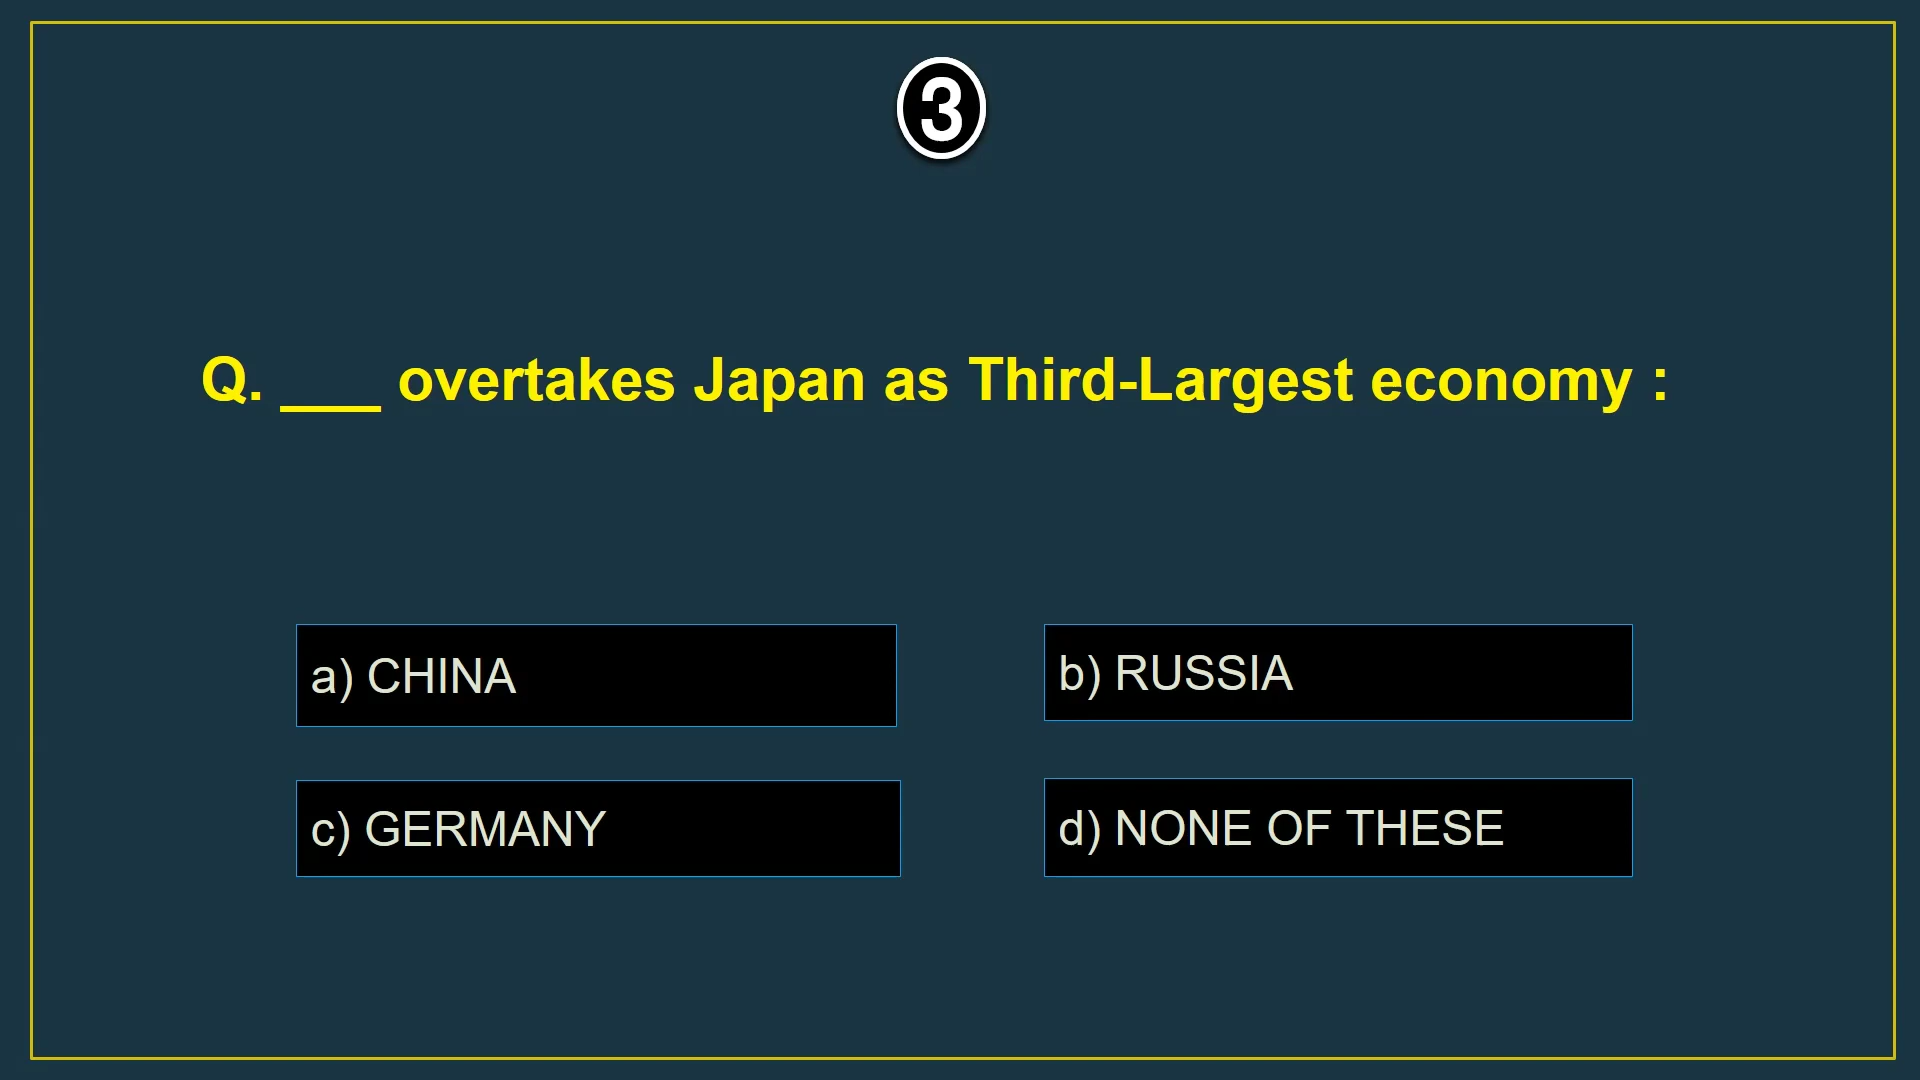 3
Q. ___ overtakes Japan as Third-Largest economy :
a) CHINA
b) RUSSIA
c) GERMANY
d) NONE OF THESE